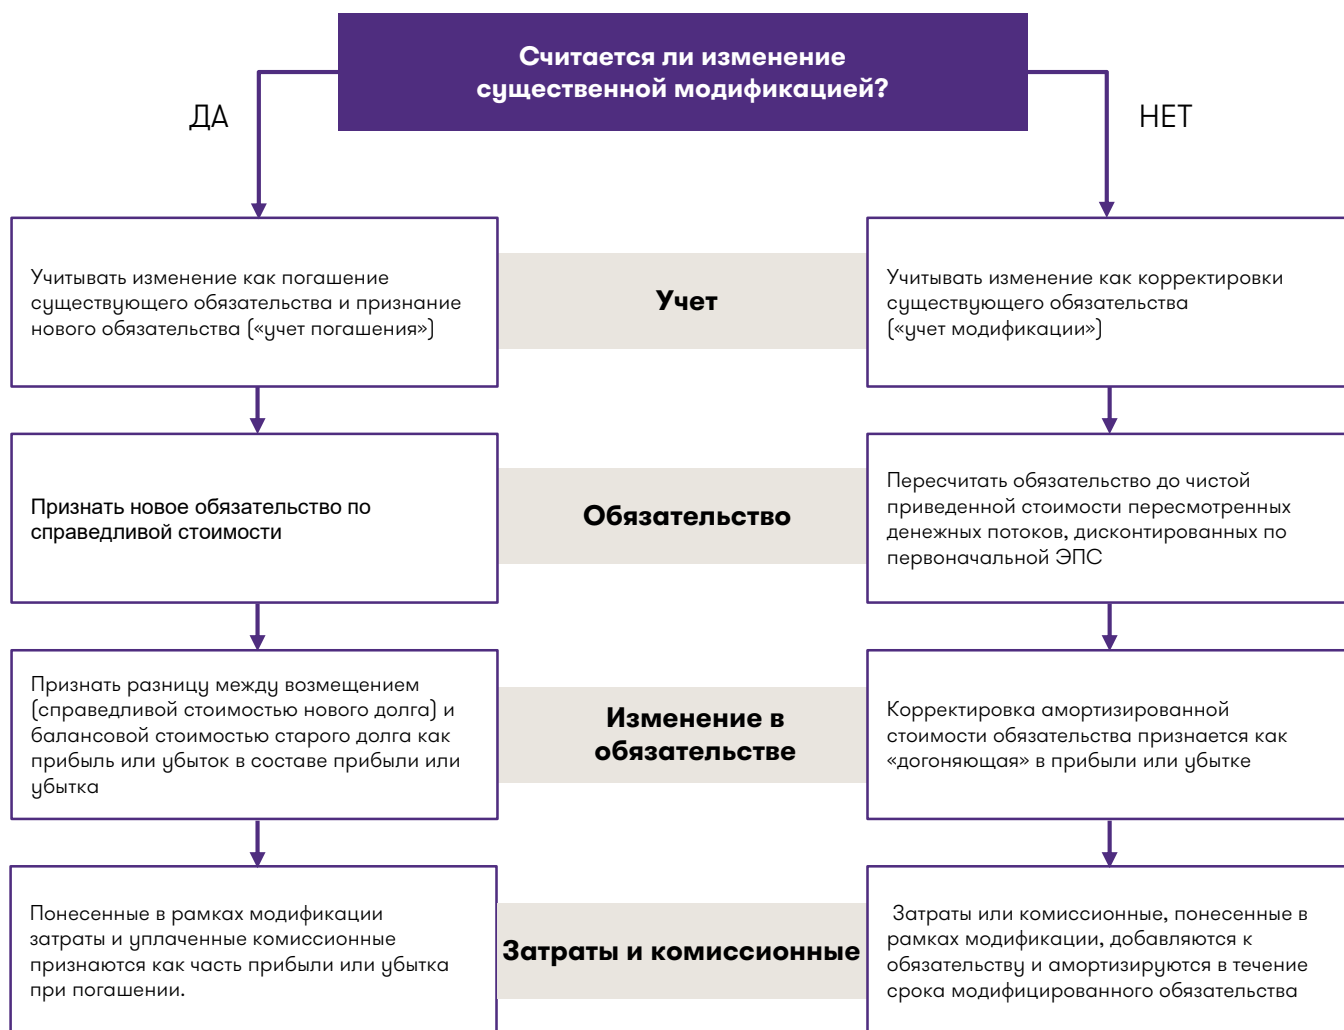 Считается ли изменение
существенной модификацией?
ДА
НЕТ
Учитывать изменение как погашение
существующего обязательства и признание
нового обязательства («учет погашения»)
Учет
Учитывать изменение как корректировки
существующего обязательства
(«учет модификации»)
Признать новое обязательство по
справедливой стоимости
Обязательство
Пересчитать обязательство до чистой
приведенной стоимости пересмотренных
денежных потоков, дисконтированных по
первоначальной ЭПС
Признать разницу между возмещением
(справедливой стоимостью нового долга) и
балансовой стоимостью старого долга как
прибыль или убыток в составе прибыли или
убытка
Изменение в
обязательстве
Корректировка амортизированной
стоимости обязательства признается как
«догоняющая» в прибыли или убытке
Понесенные в рамках модификации
затраты и уплаченные комиссионные
признаются как часть прибыли или убытка
при погашении.
Затраты и комиссионные
Затраты или комиссионные, понесенные в
рамках модификации, добавляются к
обязательству и амортизируются в течение
срока модифицированного обязательства